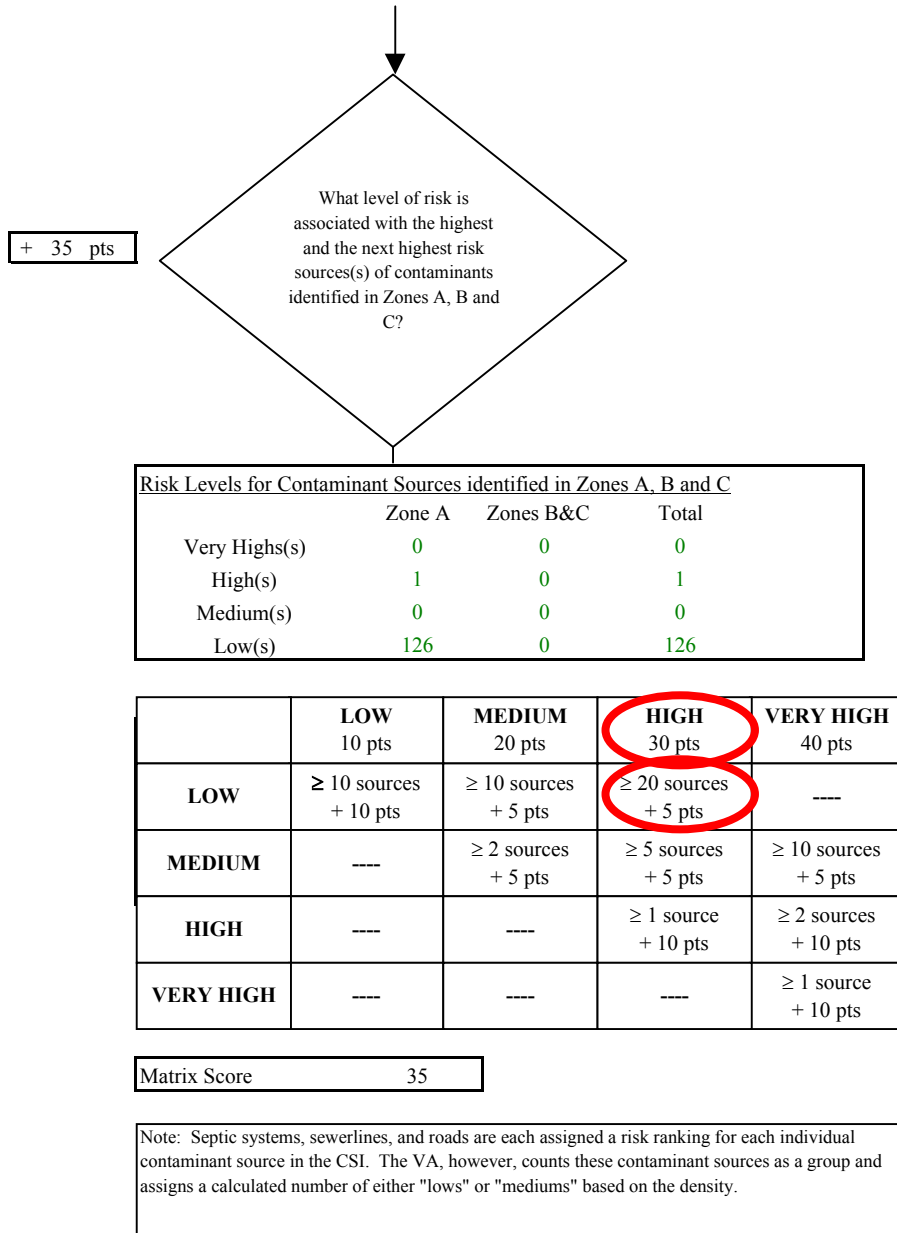 What level of risk is
associated with the highest
and the next highest risk
sources(s) of contaminants
identified in Zones A, B and
C?
+ 35 pts
Risk Levels for Contaminant Sources identified in Zones A, B and C
Zone A Zones B&C Total
Very Highs(s) 0 0 0
High(s) 1 0 1
Medium(s) 0 0 0
Low(s) 126 0 126
LOW MEDIUM HIGH VERY HIGH
10 pts 20 pts 30 pts 40 pts
LOW ≥ 10 sources ≥ 10 sources ≥ 20 sources ----
+ 10 pts + 5 pts + 5 pts
MEDIUM ---- ≥ 2 sources ≥ 5 sources ≥ 10 sources
+ 5 pts + 5 pts + 5 pts
HIGH ---- ---- ≥ 1 source ≥ 2 sources
+ 10 pts + 10 pts
VERY HIGH ---- ---- ---- ≥ 1 source
+ 10 pts
Matrix Score 35
Note: Septic systems, sewerlines, and roads are each assigned a risk ranking for each individual
contaminant source in the CSI. The VA, however, counts these contaminant sources as a group and
assigns a calculated number of either "lows" or "mediums" based on the density.